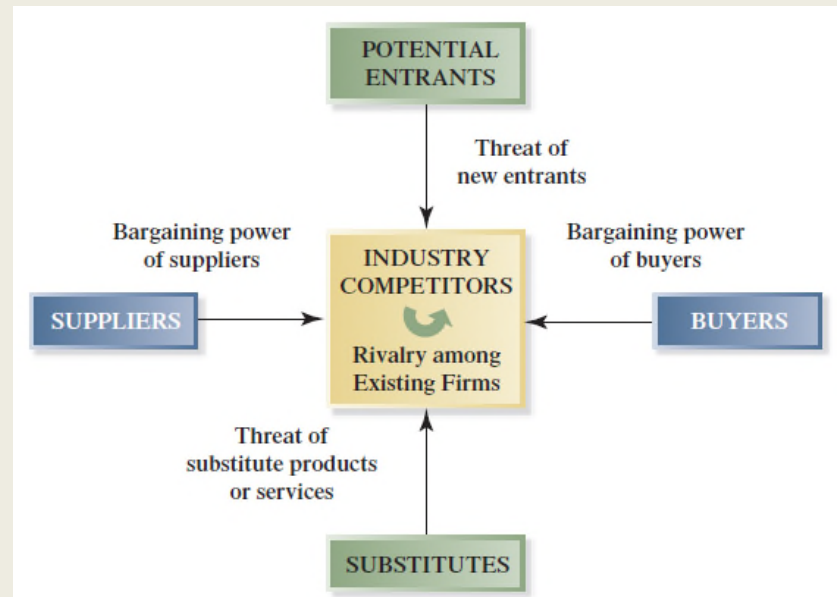 POTENTIAL
ENTRANTS
Threat of
new entrants
Bargaining power
of suppliers
Bargaining power
of buyers
INDUSTRY
COMPETITORS
SUPPLIERS
BUYERS
Rivalry among
Existing Firms
Threat of
substitute products
or services
SUBSTITUTES